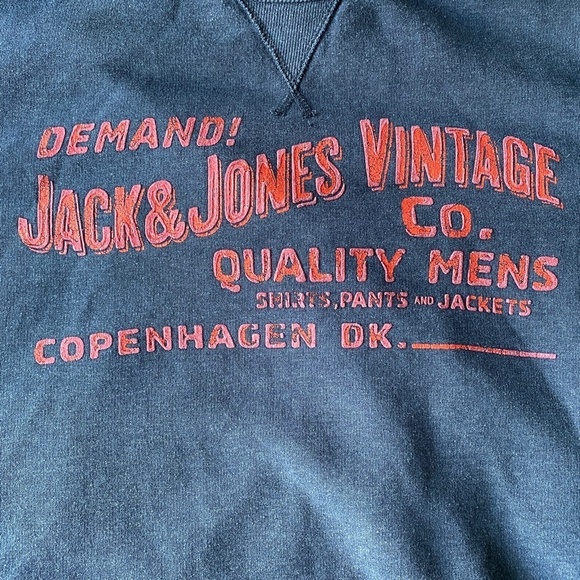 DEMAND!
JACK&JONES VINTAGE
CO.
QUALITY MENS
SHIRTS, PANTS AND JACKETS
COPENHAGEN DK.